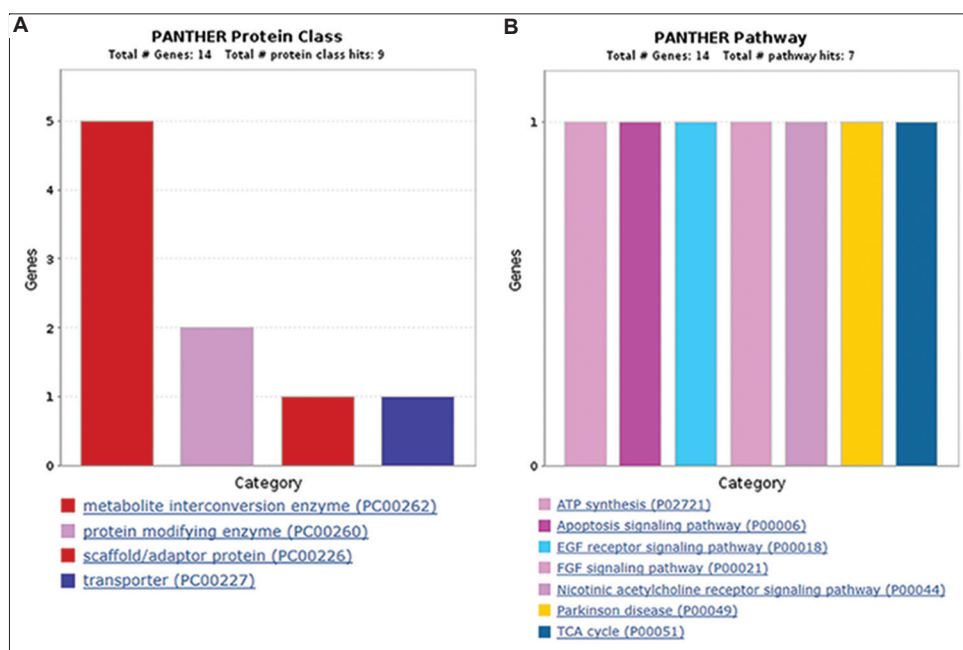 A
PANTHER Protein Class
Total # Genes: 14 Total # protein class hits: 9
5
4
3
2
1
0
Genes
Category
metabolite interconversion enzyme (PC00262)
protein modifying enzyme (PC00260)
scaffold/adaptor protein (PC00226)
transporter (PC00227)
B
PANTHER Pathway
Total # Genes: 14 Total # pathway hits: 7
1
0
Genes
Category
ATP synthesis (P02721)
Apoptosis signaling pathway (P00006)
EGF receptor signaling pathway (P00018)
FGF signaling pathway (P00021)
Nicotinic acetylcholine receptor signaling pathway (P00044)
Parkinson disease (P00049)
TCA cycle (P00051)